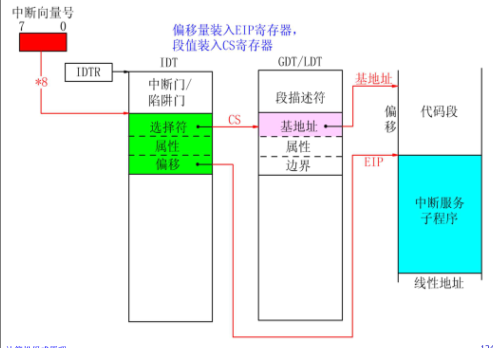 中断向量号
7 0
偏移量装入EIP寄存器，
段值装入CS寄存器
IDT
GDT/LDT
IDTR
*8
中断门/
陷阱门
选择符
属性
偏移
CS
段描述符
基地址
属性
边界
基地址
偏移
代码段
EIP
中断服务
子程序
线性地址